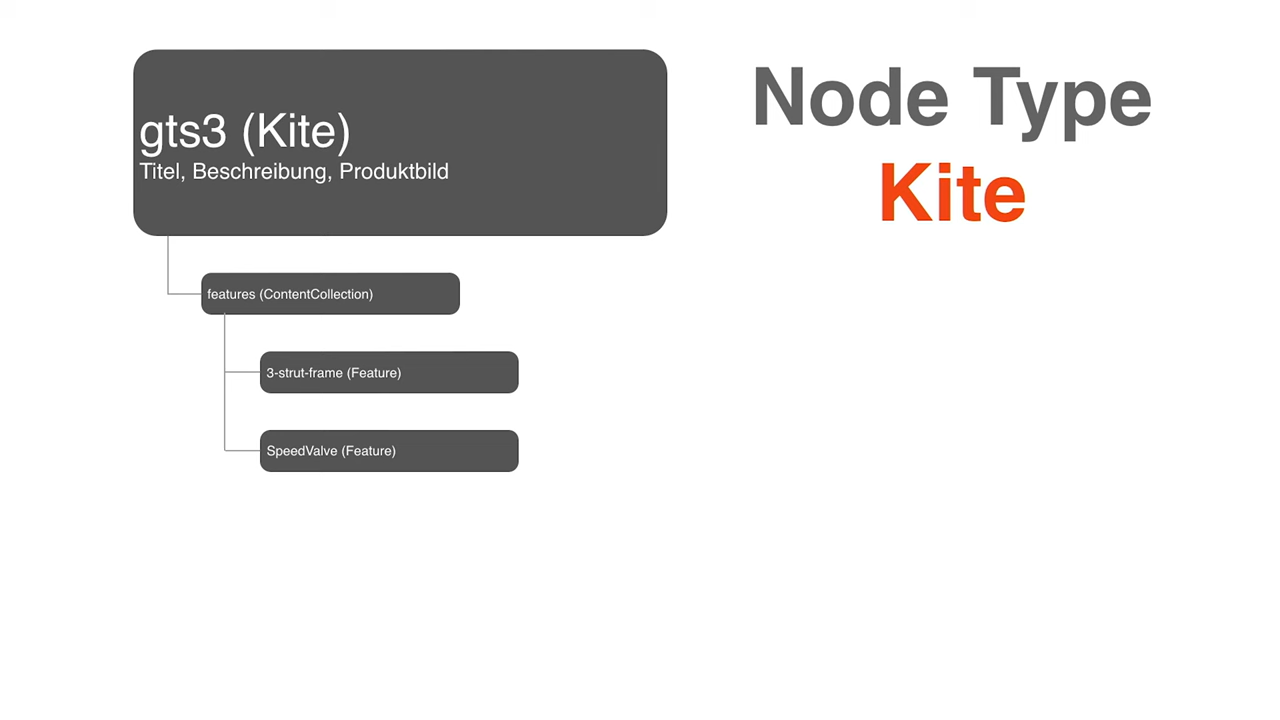 gts3 (Kite)
Titel, Beschreibung, Produktbild
features (ContentCollection)
3-strut-frame (Feature)
SpeedValve (Feature)
Node Type
Kite